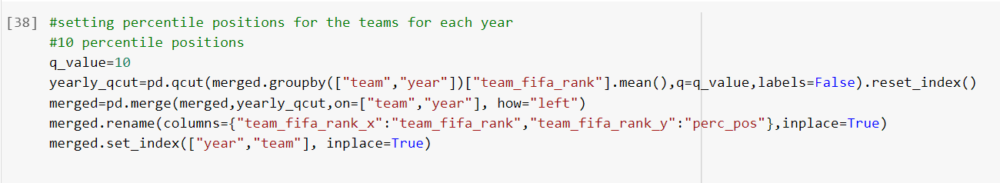 [38] #setting percentile positions for the teams for each year
#10 percentile positions
q_value=10
yearly_qcut=pd.qcut(merged.groupby(["team","year"])["team_fifa_rank"].mean(),q=q_value,labels=False).reset_index()
merged=pd.merge(merged,yearly_qcut,on=["team","year"], how="left")
merged.rename(columns={"team_fifa_rank_x":"team_fifa_rank","team_fifa_rank_y":"perc_pos"},inplace=True)
merged.set_index(["year","team"], inplace=True)